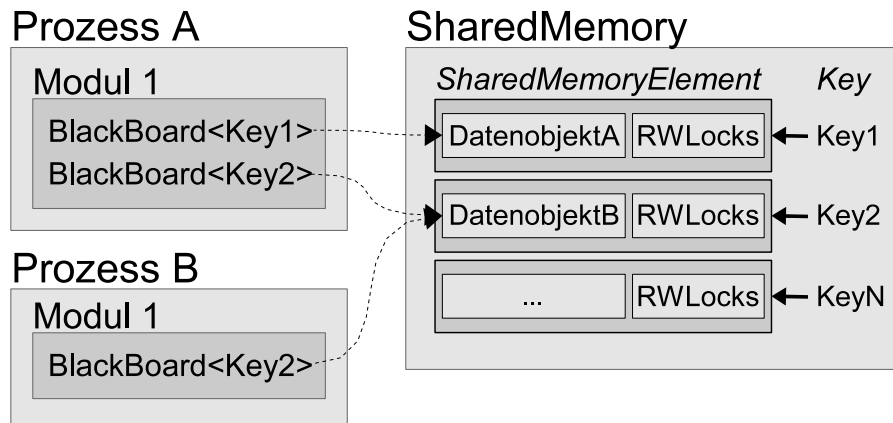 Prozess A
Modul 1
BlackBoard<Key1>
BlackBoard<Key2>
Prozess B
Modul 1
BlackBoard<Key2>
SharedMemory
SharedMemoryElement Key
DatenobjektA RWLocks Key1
DatenobjektB RWLocks Key2
... RWLocks KeyN